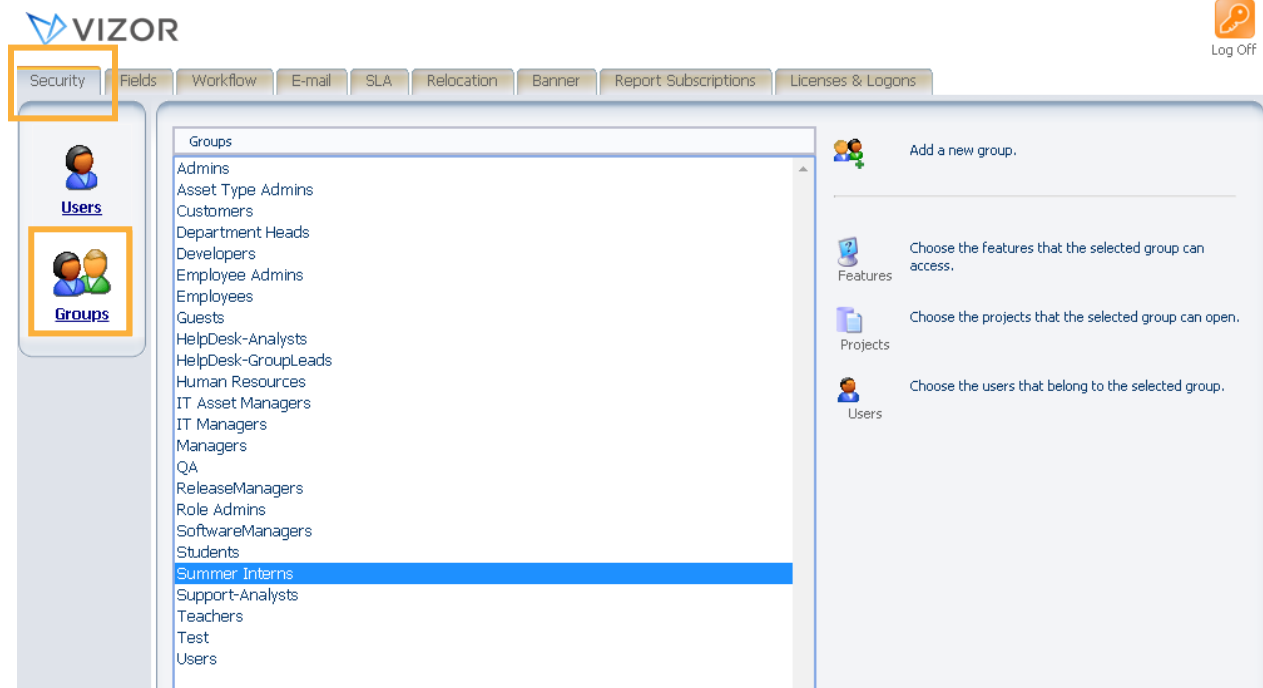 VIZOR
Log Off
Security Fields Workflow E-mail SLA Relocation Banner Report Subscriptions Licenses & Logons
Users
Groups
Groups
Admins
Asset Type Admins
Customers
Department Heads
Developers
Employee Admins
Employees
Guests
HelpDesk-Analysts
HelpDesk-GroupLeads
Human Resources
IT Asset Managers
IT Managers
Managers
QA
ReleaseManagers
Role Admins
SoftwareManagers
Students
Summer Interns
Support-Analysts
Teachers
Test
Users
Add a new group.
Features
Choose the features that the selected group can
access.
Projects
Choose the projects that the selected group can open.
Users
Choose the users that belong to the selected group.